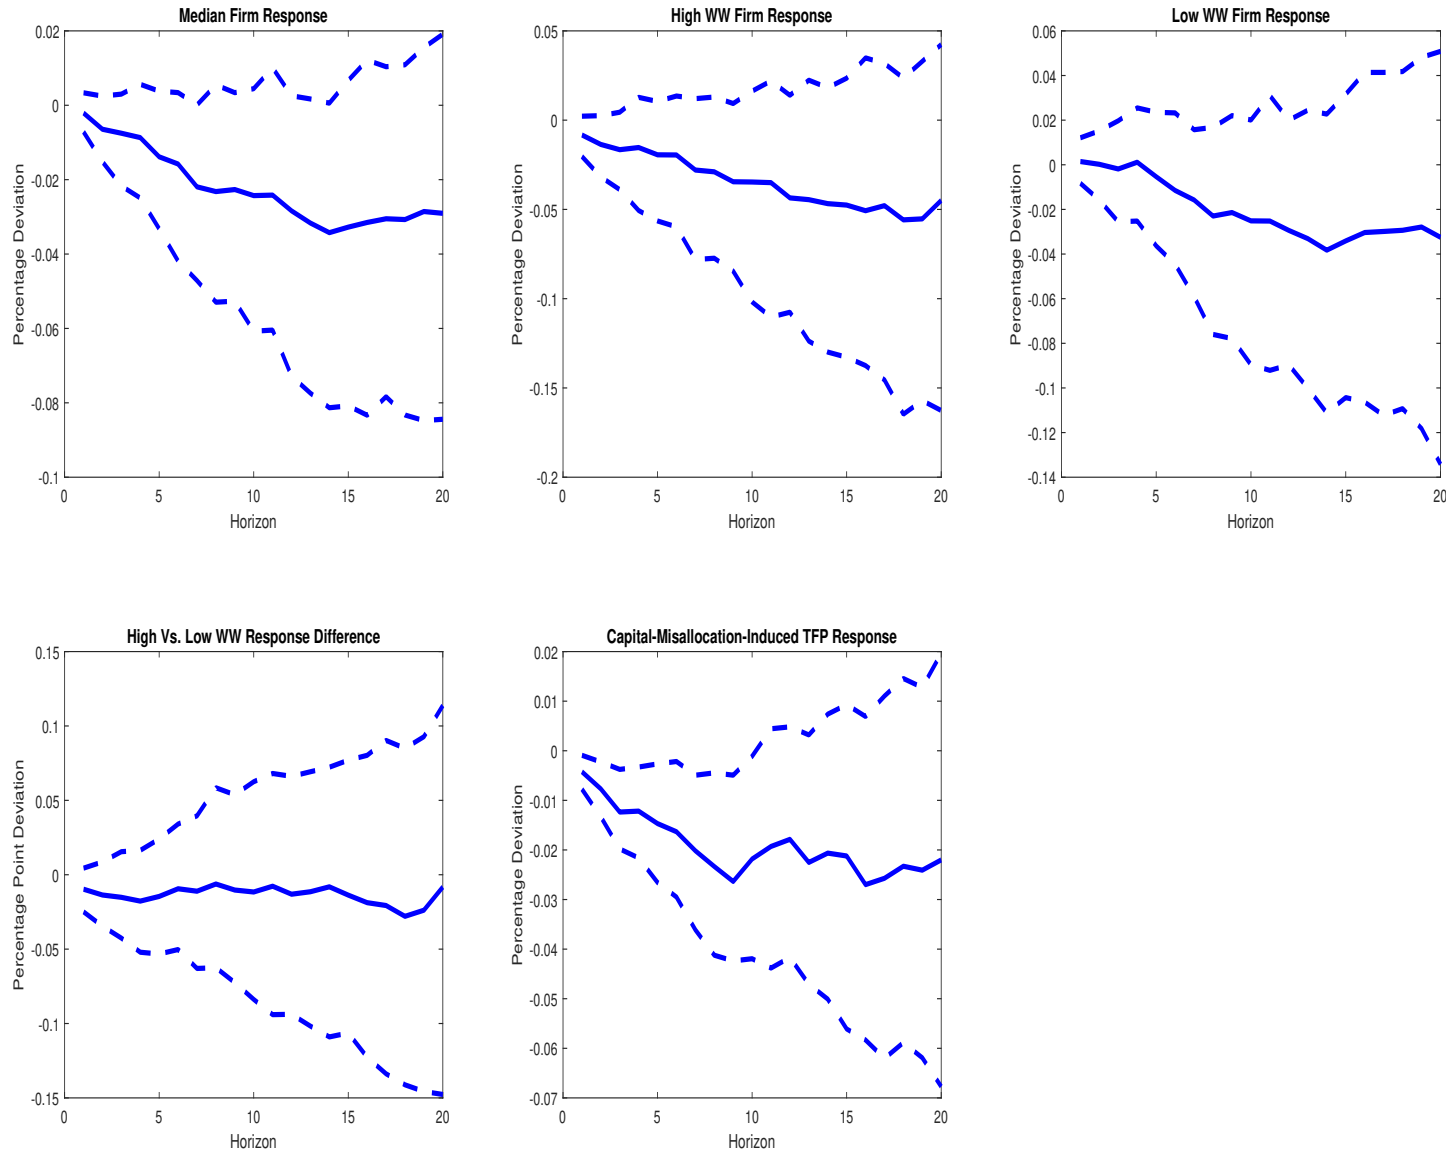 Median Firm Response
0.02
0
-0.02
-0.04
-0.06
-0.08
-0.1
Percentage Deviation
0 5 10 15 20
Horizon
High WW Firm Response
0.05
0
-0.05
-0.1
-0.15
-0.2
Percentage Deviation
0 5 10 15 20
Horizon
Low WW Firm Response
0.06
0.04
0.02
0
-0.02
-0.04
-0.06
-0.08
-0.1
-0.12
-0.14
Percentage Deviation
0 5 10 15 20
Horizon
High Vs. Low WW Response Difference
0.15
0.1
0.05
0
-0.05
-0.1
-0.15
Percentage Point Deviation
0 5 10 15 20
Horizon
Capital-Misallocation-Induced TFP Response
0.02
0.01
0
-0.01
-0.02
-0.03
-0.04
-0.05
-0.06
-0.07
Percentage Deviation
0 5 10 15 20
Horizon